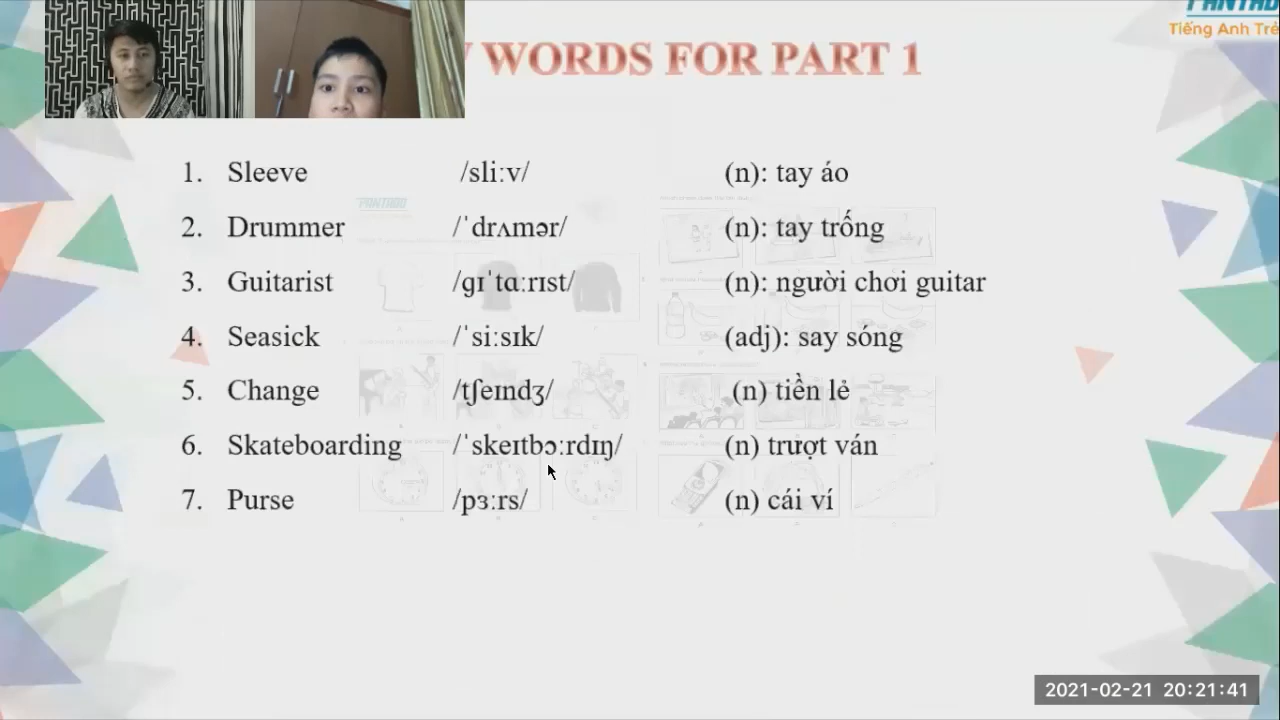 Tiếng Anh Trẻ
WORDS FOR PART 1
1. Sleeve /sliːv/ (n): tay áo
2. Drummer /ˈdrʌmər/ (n): tay trống
3. Guitarist /ɡɪˈtɑːrɪst/ (n): người chơi guitar
4. Seasick /ˈsiːsɪk/ (adj): say sóng
5. Change /tʃeɪndʒ/ (n) tiền lẻ
6. Skateboarding /ˈskeɪtbɔːrdɪŋ/ (n) trượt ván
7. Purse /pɜːrs/ (n) cái ví
2021-02-21 20:21:41